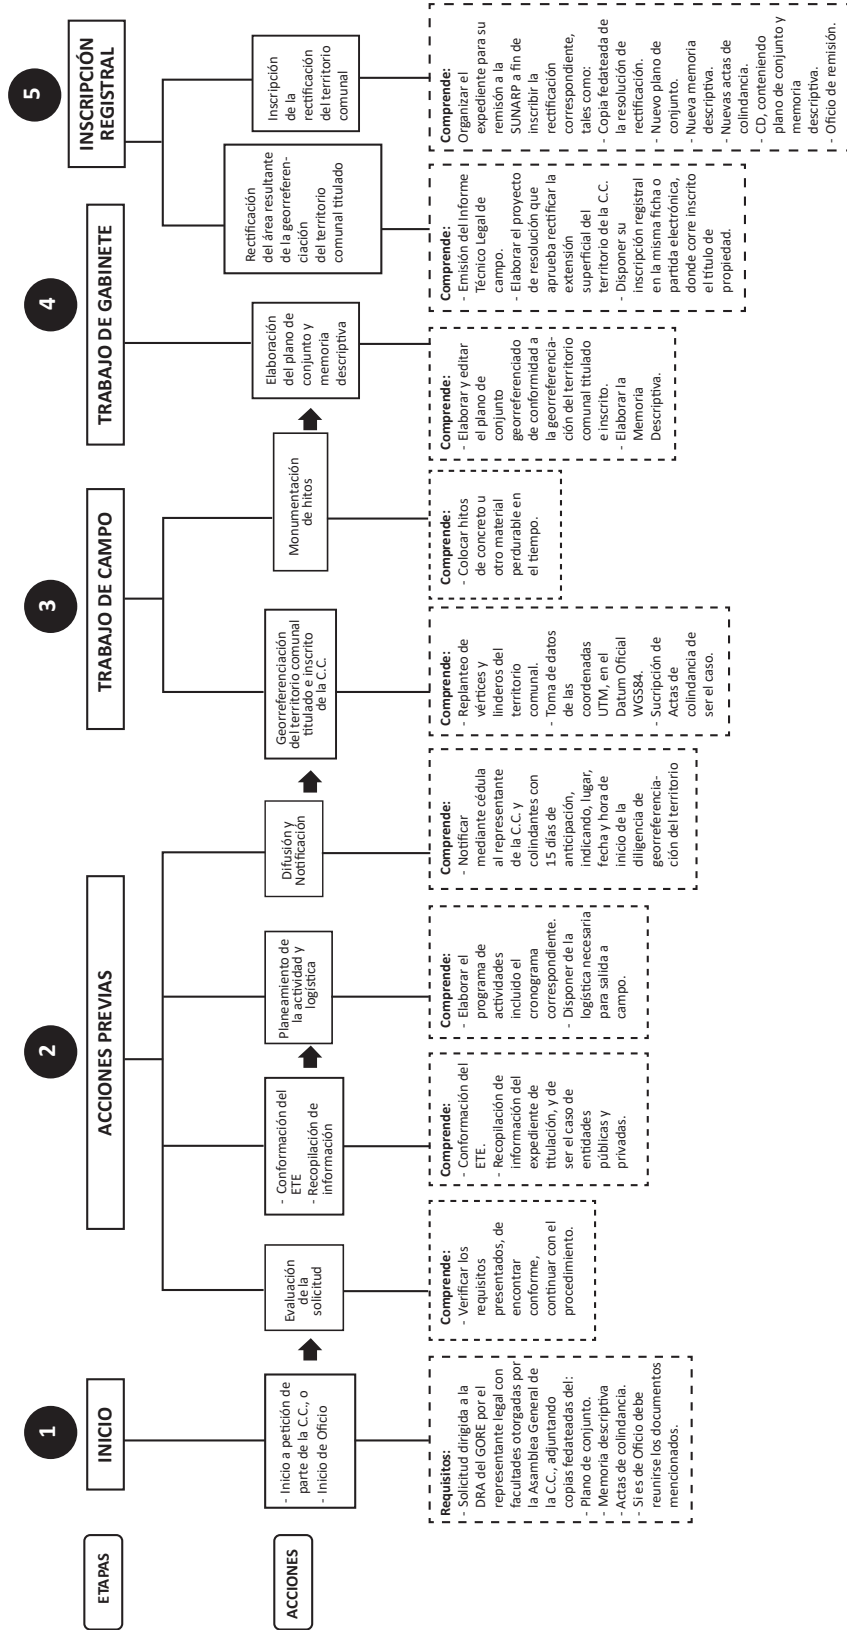 ETAPAS
ACCIONES
1
INICIO
- Inicio a petición de
parte de la C.C., o
- Inicio de Oficio
Requisitos:
- Solicitud dirigida a la
DRA del GORE por el
representante legal con
facultades otorgadas por
la Asamblea General de
la C.C., adjuntando
copias fedateadas del:
- Plano de conjunto.
- Memoria descriptiva
- Actas de colindancia.
- Si es de Oficio debe
reunirse los documentos
mencionados.
2
ACCIONES PREVIAS
Evaluación
de la
solicitud
Comprende:
- Verificar los
requisitos
presentados, de
encontrar
conforme,
continuar con el
procedimiento.
- Conformación del
ETE
- Recopilación de
información
Comprende:
- Conformación del
ETE.
- Recopilación de
información del
expediente de
titulación, y de
ser el caso de
entidades
públicas y
privadas.
Planeamiento de
la actividad y
logística
Comprende:
- Elaborar el
programa de
actividades
incluido el
cronograma
correspondiente.
- Disponer de la
logística necesaria
para salida a
campo.
Difusión y
Notificación
Comprende:
- Notificar
mediante cédula
al representante
de la C.C. y
colindantes con
15 días de
anticipación,
indicando, lugar,
fecha y hora de
inicio de la
diligencia de
georreferencia-
ción del territorio
3
TRABAJO DE CAMPO
Georreferenciación
del territorio comunal
titulado e inscrito
de la C.C.
Comprende:
- Replanteo de
vértices y
linderos del
territorio
comunal.
- Toma de datos
de las
coordenadas
UTM, en el
Datum Oficial
WGS84.
- Sucripción de
Actas de
colindancia de
ser el caso.
Monumentación
de hitos
Comprende:
- Colocar hitos
de concreto u
otro material
perdurable en
el tiempo.
4
TRABAJO DE GABINETE
Elaboración
del plano de
conjunto y
memoria
descriptiva
Comprende:
- Elaborar y editar
el plano de
conjunto
georreferenciado
de conformidad a
la georreferencia-
ción del territorio
comunal titulado
e inscrito.
- Elaborar la
Memoria
Descriptiva.
5
INSCRIPCIÓN
REGISTRAL
Rectificación
del área resultante
de la georreferen-
ciación
del territorio
comunal titulado
Comprende:
- Emisión del Informe
Técnico Legal de
campo.
- Elaborar el proyecto
de resolución que
aprueba rectificar la
extensión
superficial del
territorio de la C.C.
- Disponer su
inscripción registral
en la misma ficha o
partida electrónica,
donde corre inscrito
el título de
propiedad.
Inscripción
de la
rectificación
del territorio
comunal
Comprende:
Organizar el
expediente para su
remisión a la
SUNARP a fin de
inscribir la
rectificación
correspondiente,
tales como:
- Copia fedateada de
la resolución de
rectificación.
- Nuevo plano de
conjunto.
- Nueva memoria
descriptiva.
- Nuevas actas de
colindancia.
- CD, conteniendo
plano de conjunto y
memoria
descriptiva.
- Oficio de remisión.